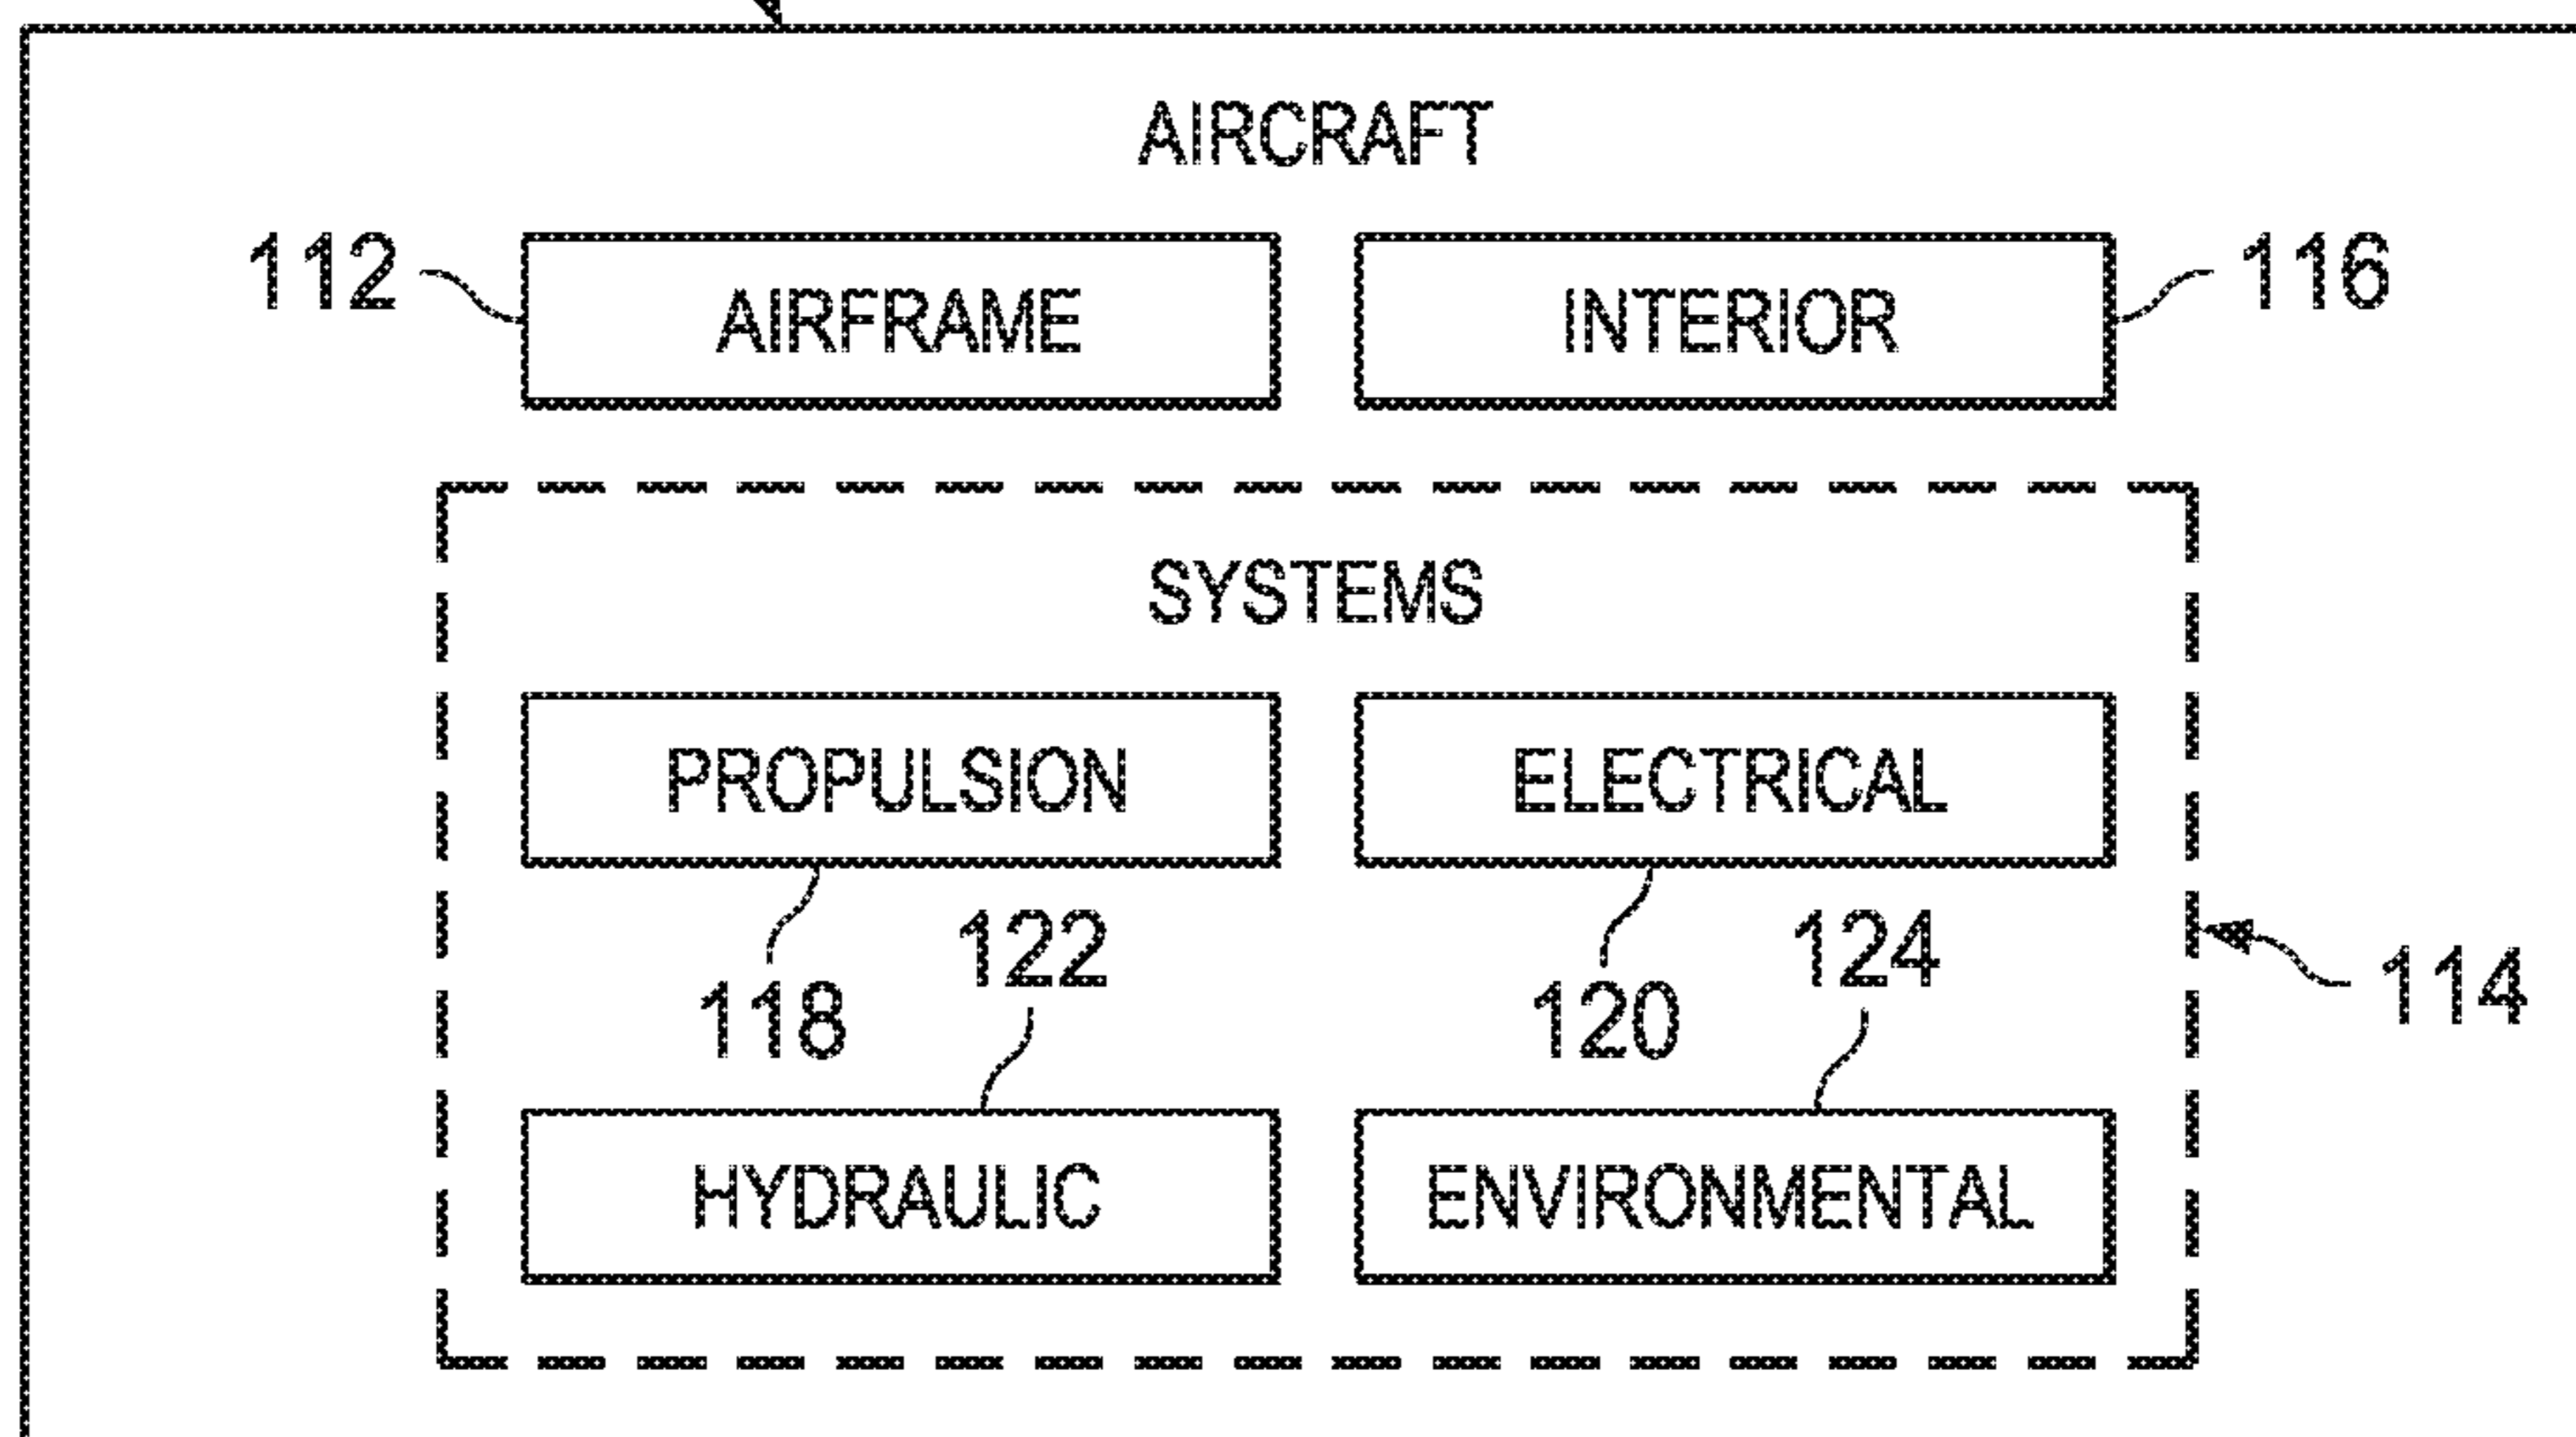 AIRCRAFT
112 AIRFRAME INTERIOR 116
SYSTEMS
PROPULSION ELECTRICAL
122 124
118 120 114
HYDRAULIC ENVIRONMENTAL